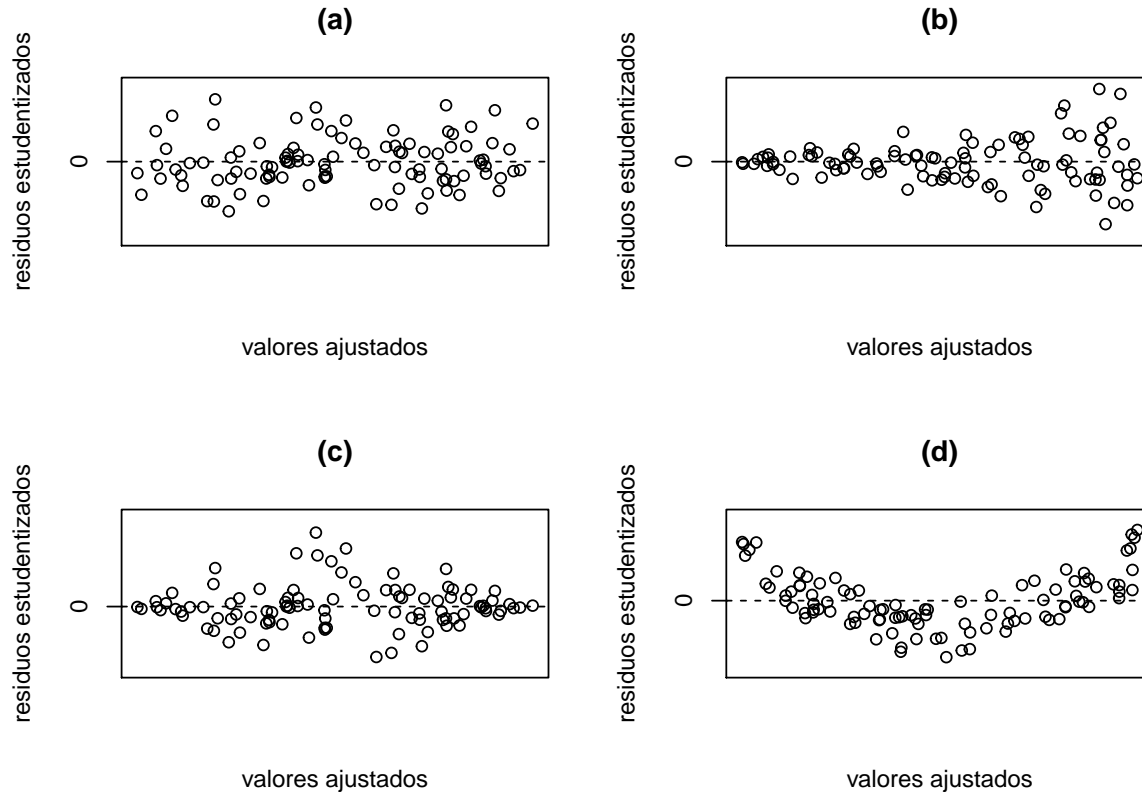 (a)
residuos estudentizados
0
valores ajustados
(b)
residuos estudentizados
0
valores ajustados
(c)
residuos estudentizados
0
valores ajustados
(d)
residuos estudentizados
0
valores ajustados